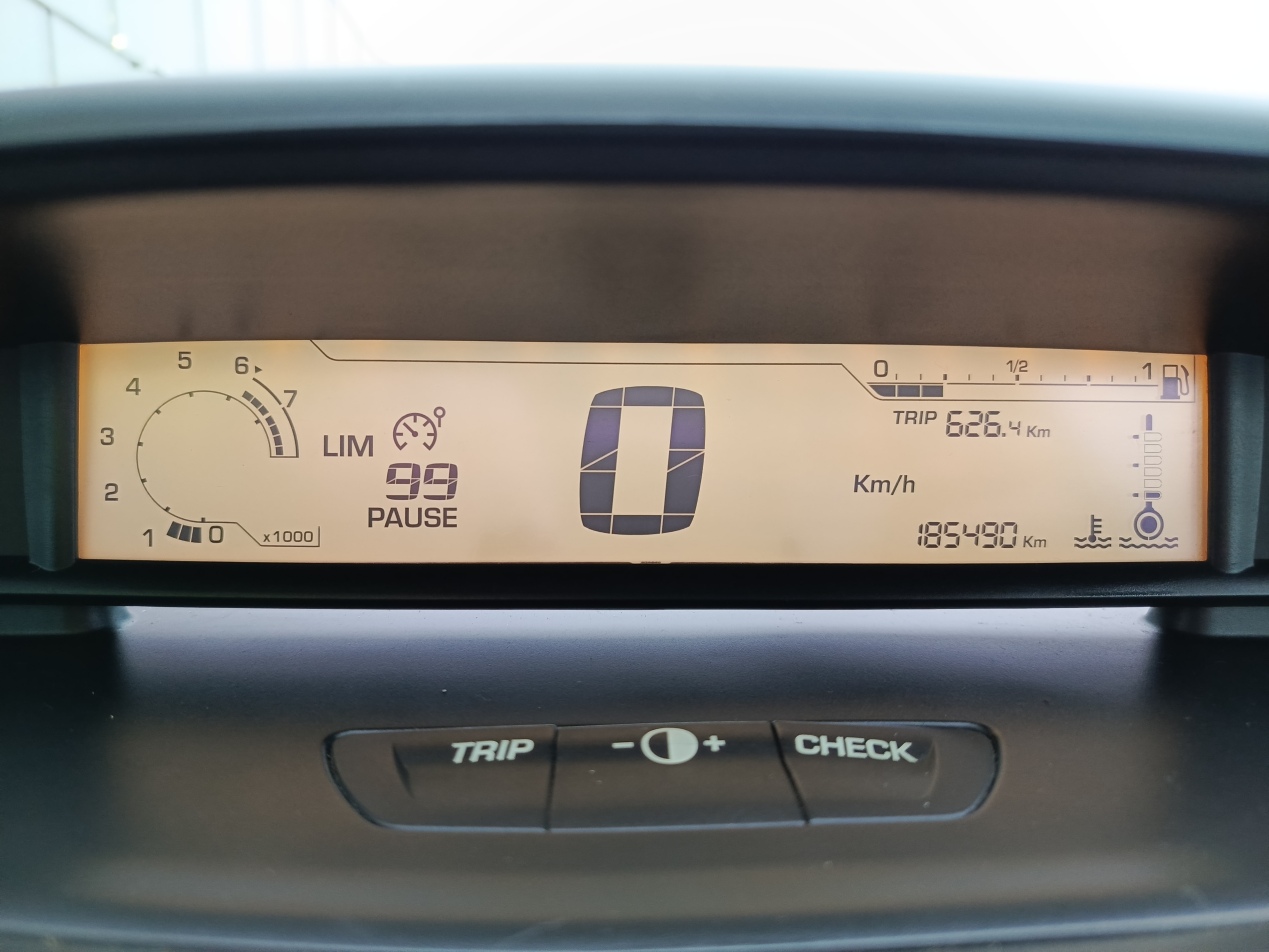 5 6 7
4
3
2
1 0 x1000
LIM
99
PAUSE
0
Km/h
0 1/2 1
TRIP 626.4 Km
185490 Km
TRIP - + CHECK